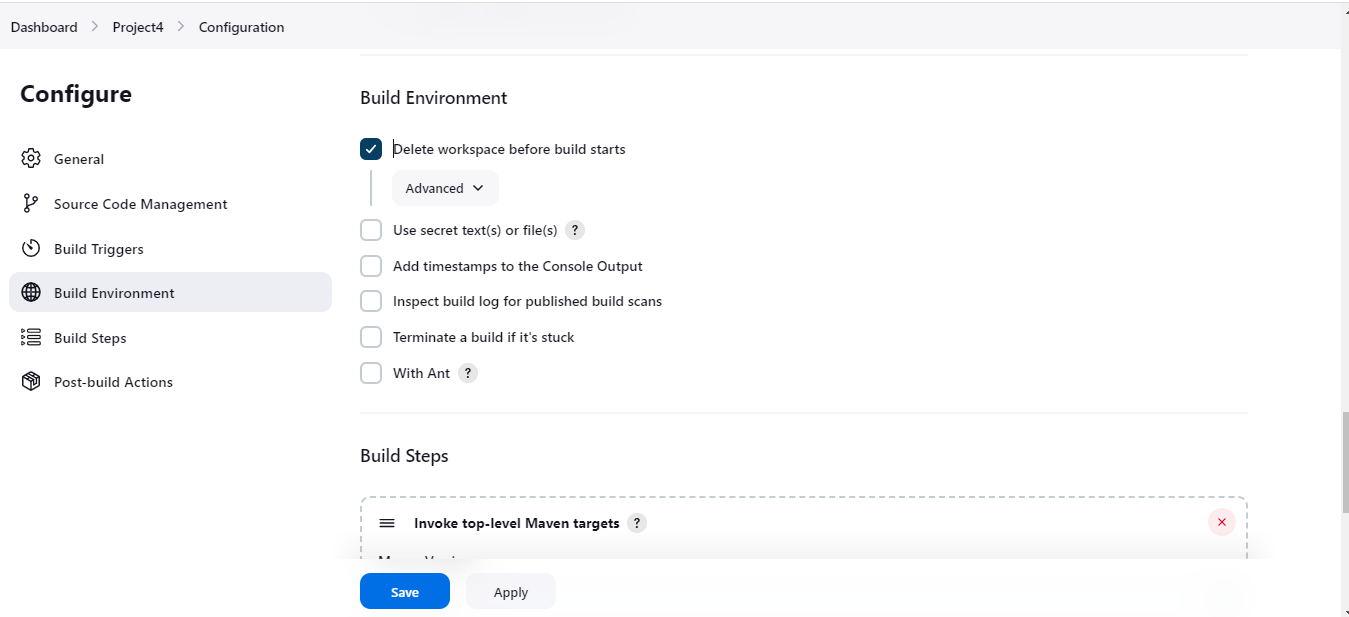 Dashboard > Project4 > Configuration
Configure
General
Source Code Management
Build Triggers
Build Environment
Build Steps
Post-build Actions
Build Environment
Delete workspace before build starts
Advanced
Use secret text(s) or file(s) ?
Add timestamps to the Console Output
Inspect build log for published build scans
Terminate a build if it's stuck
With Ant ?
Build Steps
Invoke top-level Maven targets ?
Save
Apply